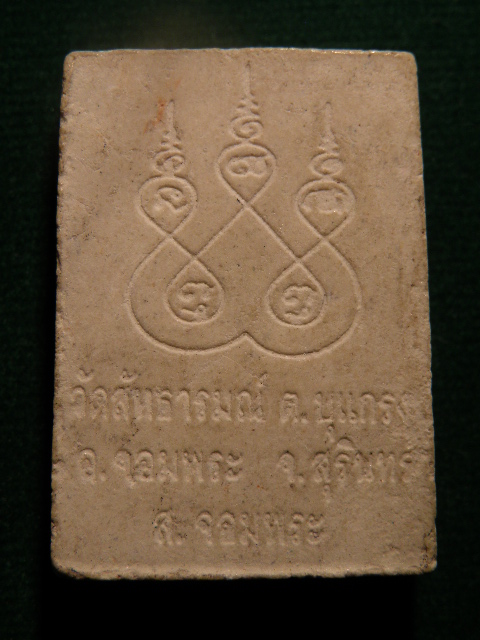 วัดสันธารมณ์ ต.บุแกรง
อ.จอมพระ จ.สุรินทร์
ส.จอมพระ